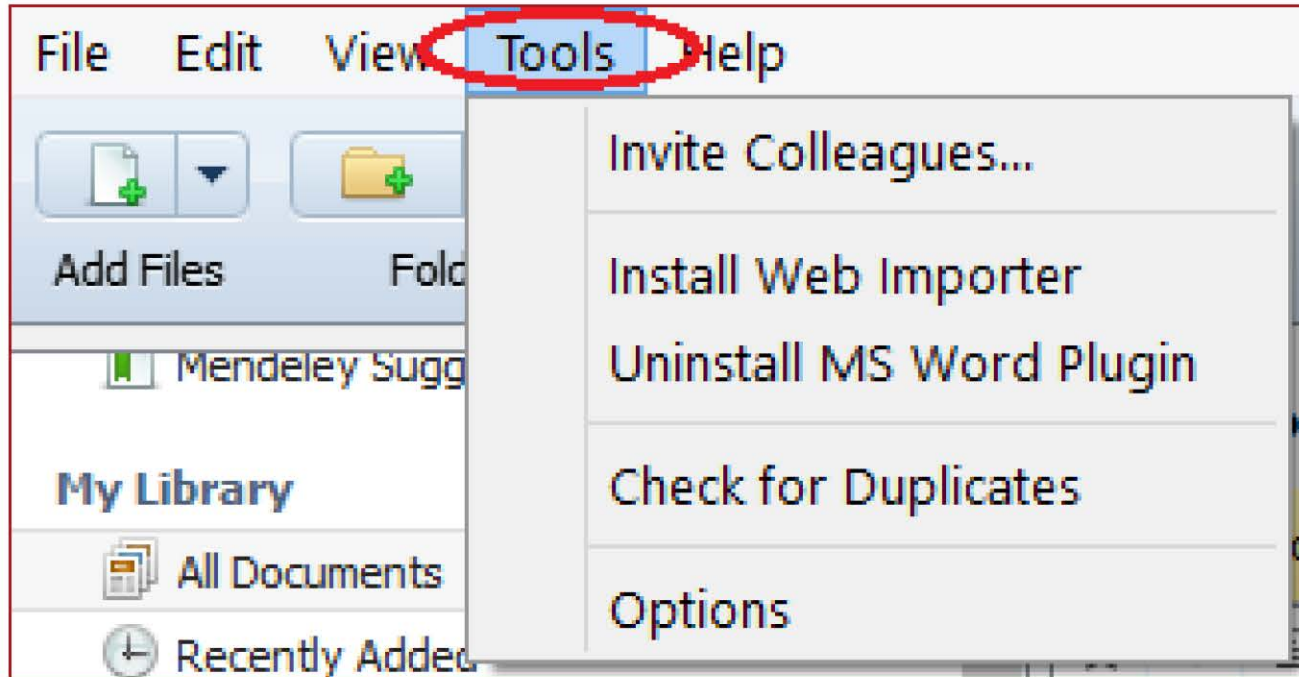 File Edit View Tools Help
Invite Colleagues...
Install Web Importer
Uninstall MS Word Plugin
Check for Duplicates
Options
Add Files Fold
Mendeley Sugg
My Library
All Documents
Recently Added